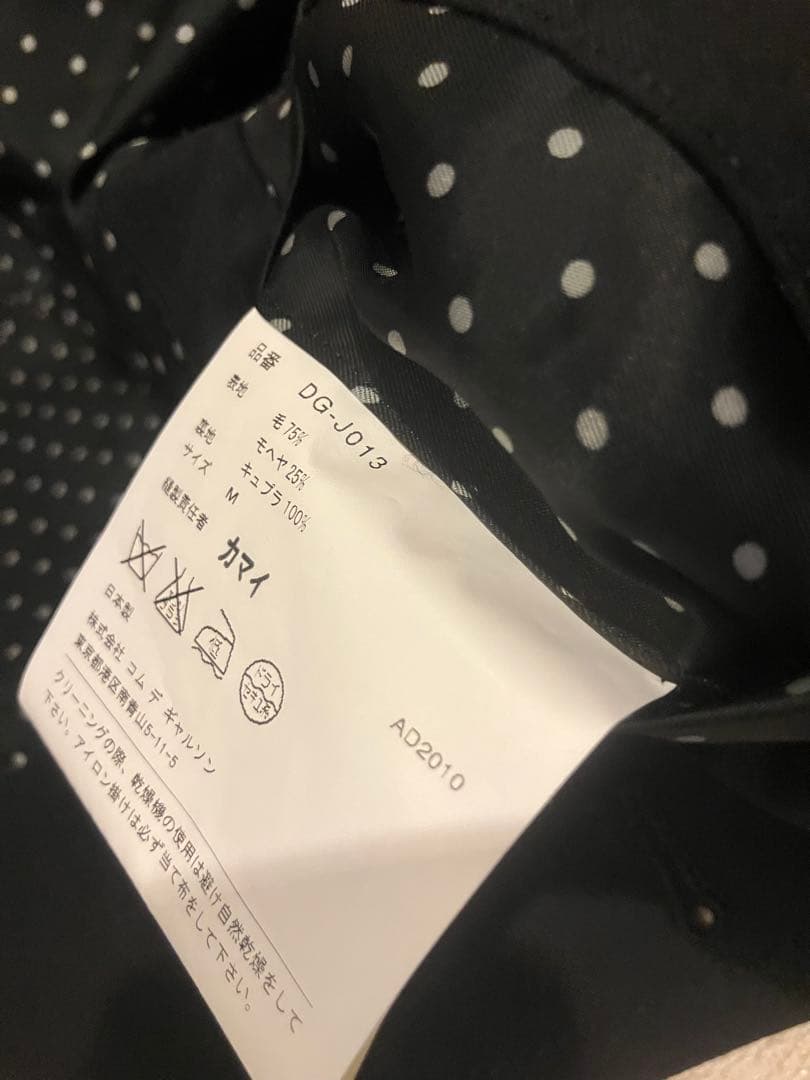 品番 DG-J013
表地 毛 75%
モヘヤ 25%
裏地 キュプラ 100%
サイズ M
縫製責任者 カマイ
低
ドライ
セキユ系
日本製
株式会社 コム デ ギャルソン
東京都港区南青山5-11-5
AD2010
クリーニングの際、乾燥機の使用は避け自然乾燥をして
下さい。アイロン掛けは必ず当て布をして下さい。